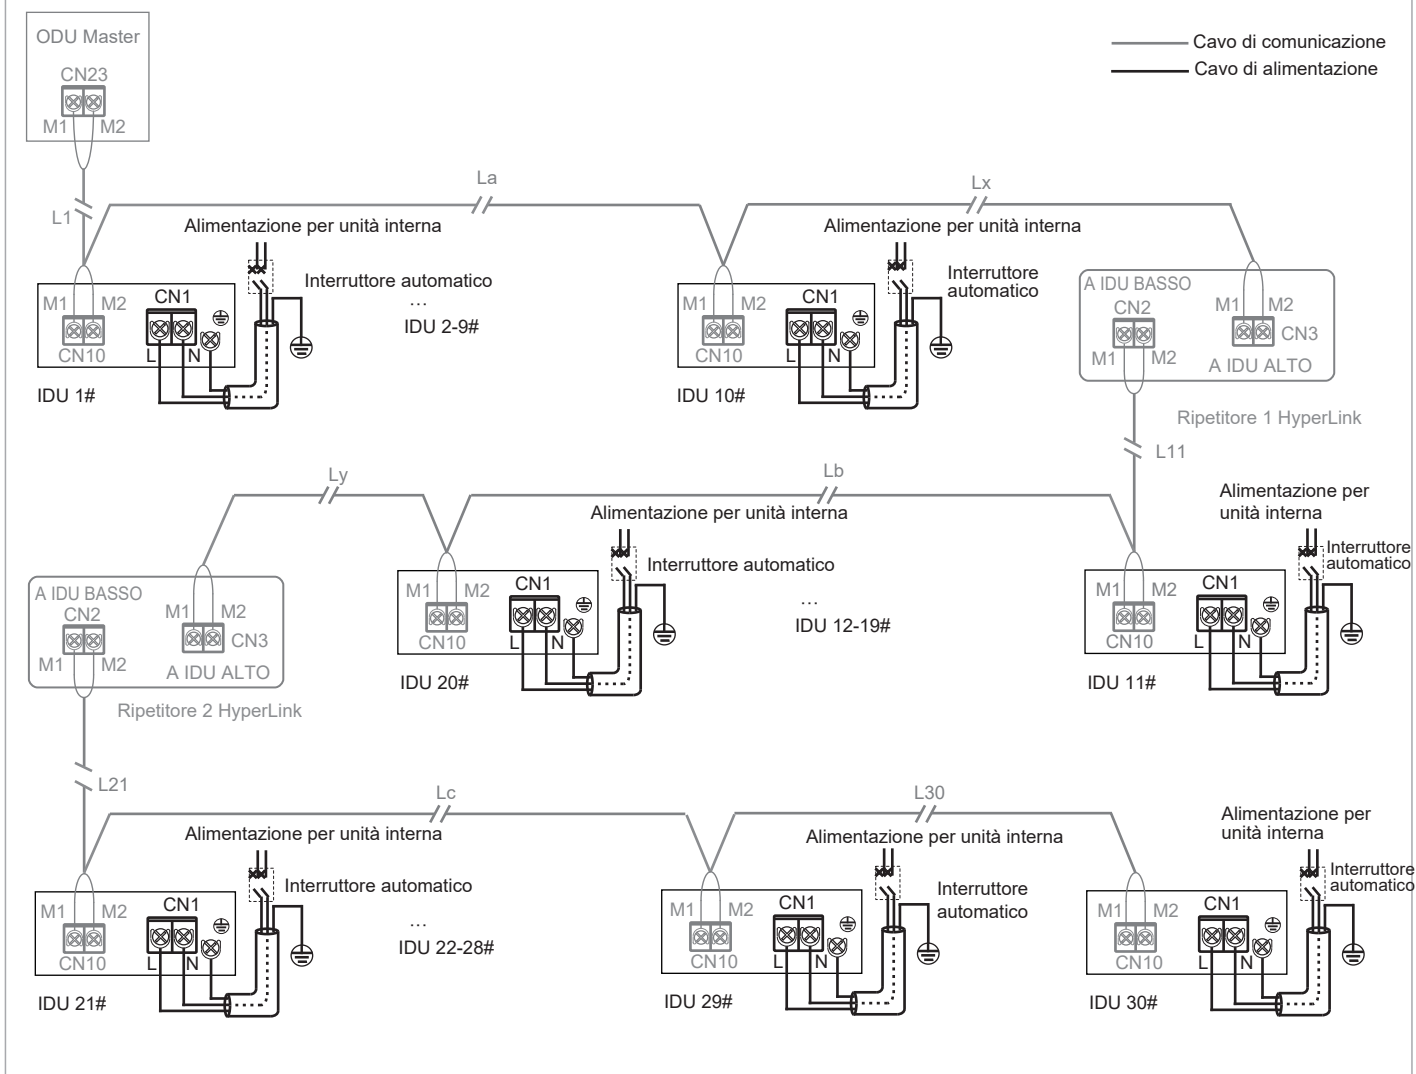 ODU Master
CN23
M1 M2
Cavo di comunicazione
Cavo di alimentazione
L1
La
Lx
Alimentazione per unità interna
Interruttore automatico
M1 M2
CN10
CN1
L N
IDU 1#
...
IDU 2-9#
Alimentazione per unità interna
Interruttore
automatico
M1 M2
CN10
CN1
L N
IDU 10#
A IDU BASSO
CN2
M1 M2
M1 M2
CN3
A IDU ALTO
Ripetitore 1 HyperLink
L11
Ly
Lb
A IDU BASSO
CN2
M1 M2
M1 M2
CN3
A IDU ALTO
Ripetitore 2 HyperLink
Alimentazione per unità interna
Interruttore automatico
M1 M2
CN10
CN1
L N
IDU 20#
...
IDU 12-19#
Alimentazione per
unità interna
Interruttore
automatico
M1 M2
CN10
CN1
L N
IDU 11#
L21
Lc
L30
Alimentazione per unità interna
Interruttore automatico
M1 M2
CN10
CN1
L N
IDU 21#
...
IDU 22-28#
Alimentazione per unità interna
Interruttore
automatico
M1 M2
CN10
CN1
L N
IDU 29#
Alimentazione per
unità interna
Interruttore
automatico
M1 M2
CN10
CN1
L N
IDU 30#